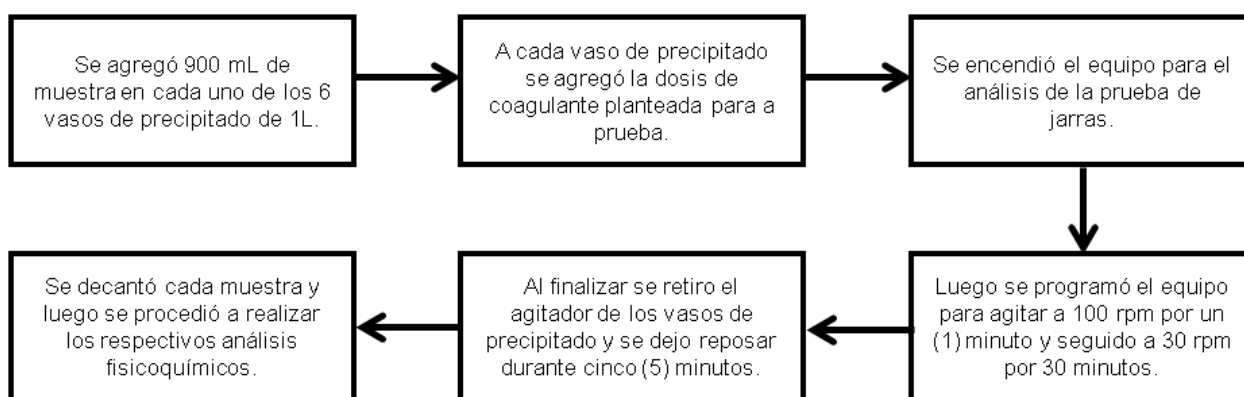 Se agregó 900 mL de
muestra en cada uno de los 6
vasos de precipitado de 1L.
A cada vaso de precipitado
se agregó la dosis de
coagulante planteada para a
prueba.
Se encendió el equipo para el
análisis de la prueba de
jarras.
Luego se programó el equipo
para agitar a 100 rpm por un
(1) minuto y seguido a 30 rpm
por 30 minutos.
Al finalizar se retiro el
agitador de los vasos de
precipitado y se dejo reposar
durante cinco (5) minutos.
Se decantó cada muestra y
luego se procedió a realizar
los respectivos análisis
fisicoquímicos.